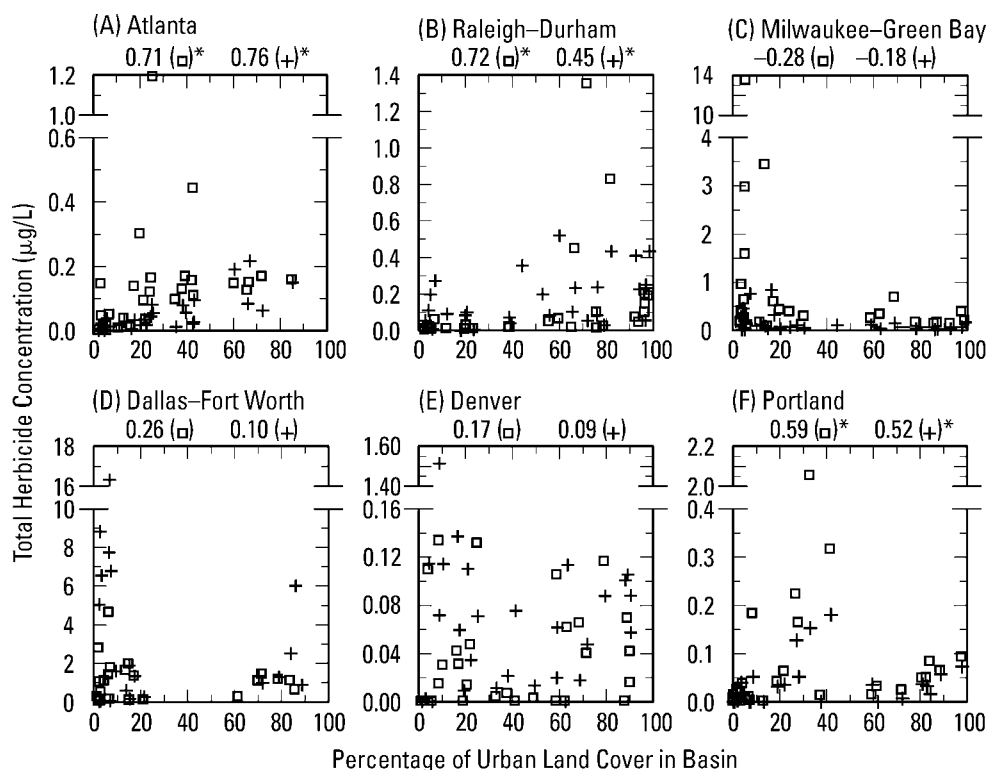 (A) Atlanta
0.71 (□)* 0.76 (+)*
(B) Raleigh–Durham
0.72 (□)* 0.45 (+)*
(C) Milwaukee–Green Bay
–0.28 (□) –0.18 (+)
1.2
1.0
0.6
0.4
0.2
0.0
0 20 40 60 80 100
1.4
1.2
1.0
0.8
0.6
0.4
0.2
0.0
0 20 40 60 80 100
14
10
4
3
2
1
0
0 20 40 60 80 100
Total Herbicide Concentration (µg/L)
(D) Dallas–Fort Worth
0.26 (□) 0.10 (+)
(E) Denver
0.17 (□) 0.09 (+)
(F) Portland
0.59 (□)* 0.52 (+)*
18
16
10
8
6
4
2
0
0 20 40 60 80 100
1.60
1.40
0.16
0.12
0.08
0.04
0.00
0 20 40 60 80 100
2.2
2.0
0.4
0.3
0.2
0.1
0.0
0 20 40 60 80 100
Percentage of Urban Land Cover in Basin